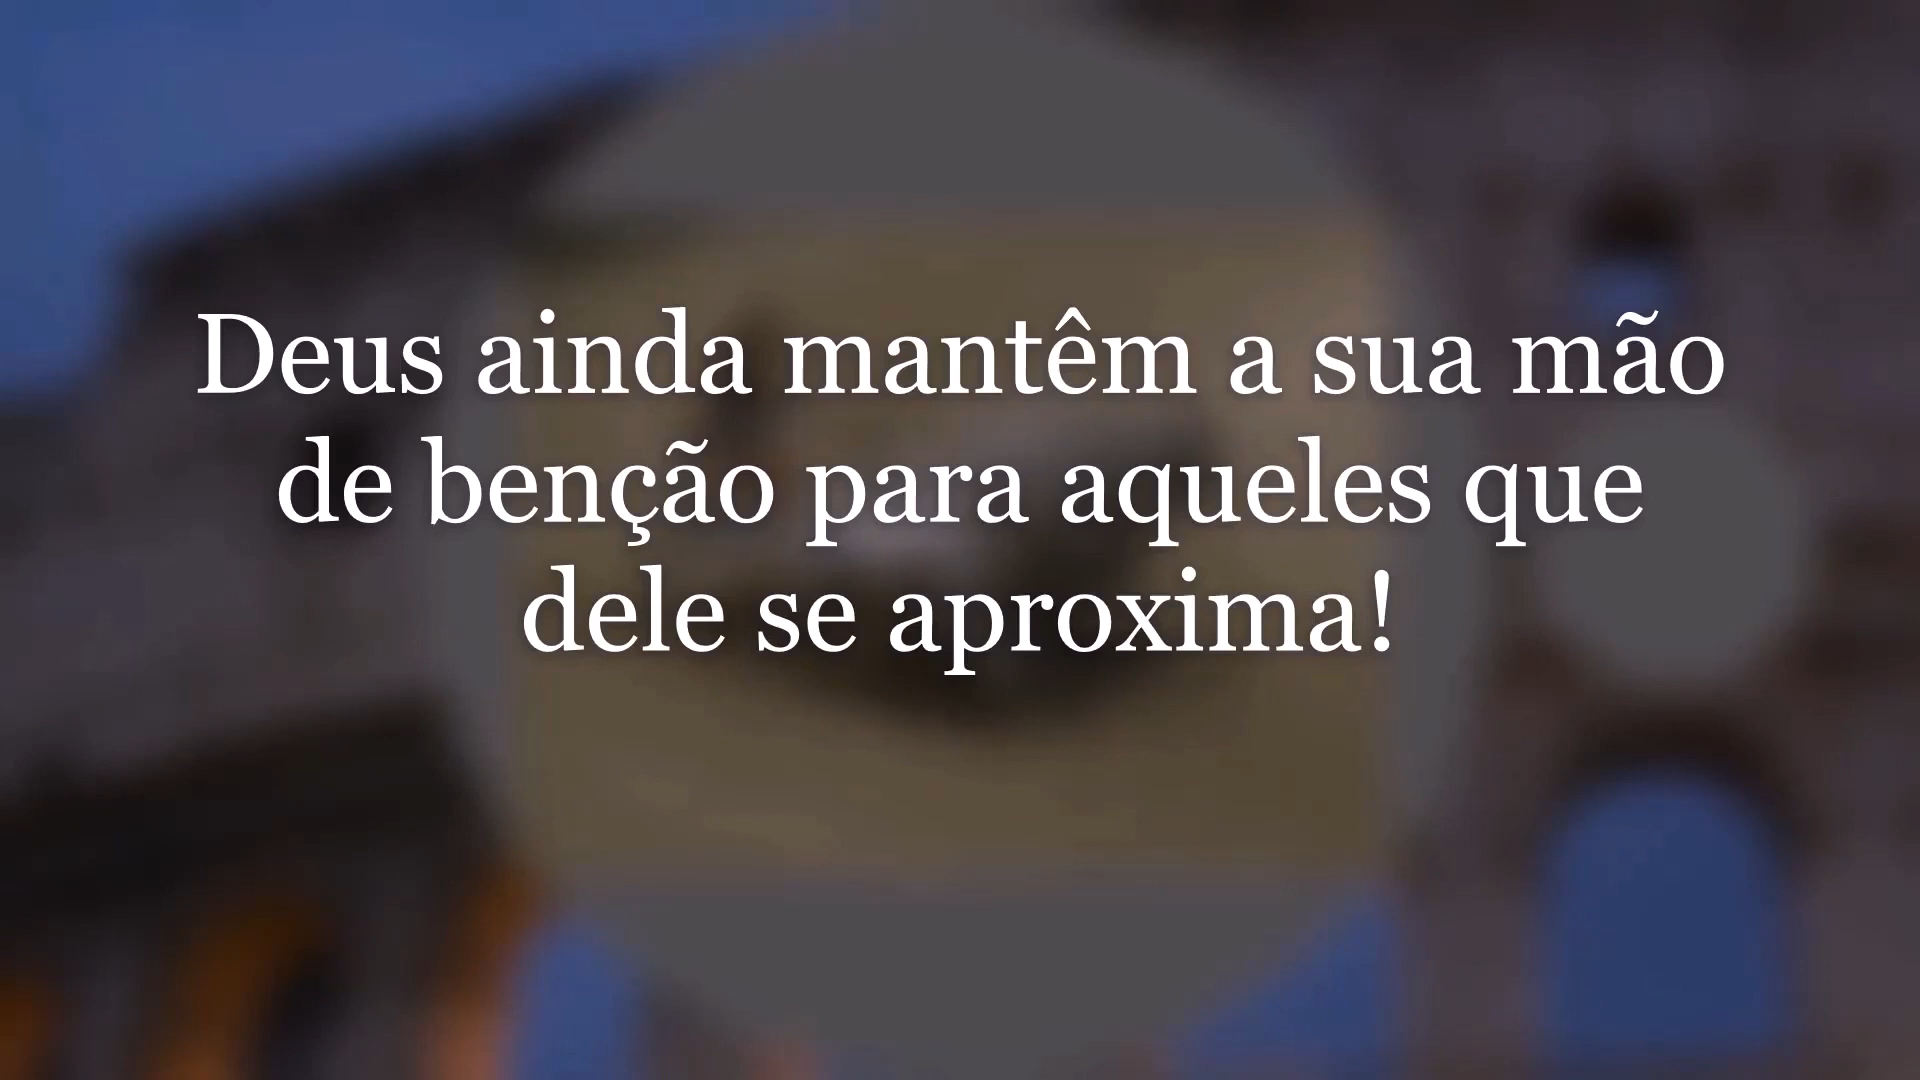 Deus ainda mantêm a sua mão
de benção para aqueles que
dele se aproxima!